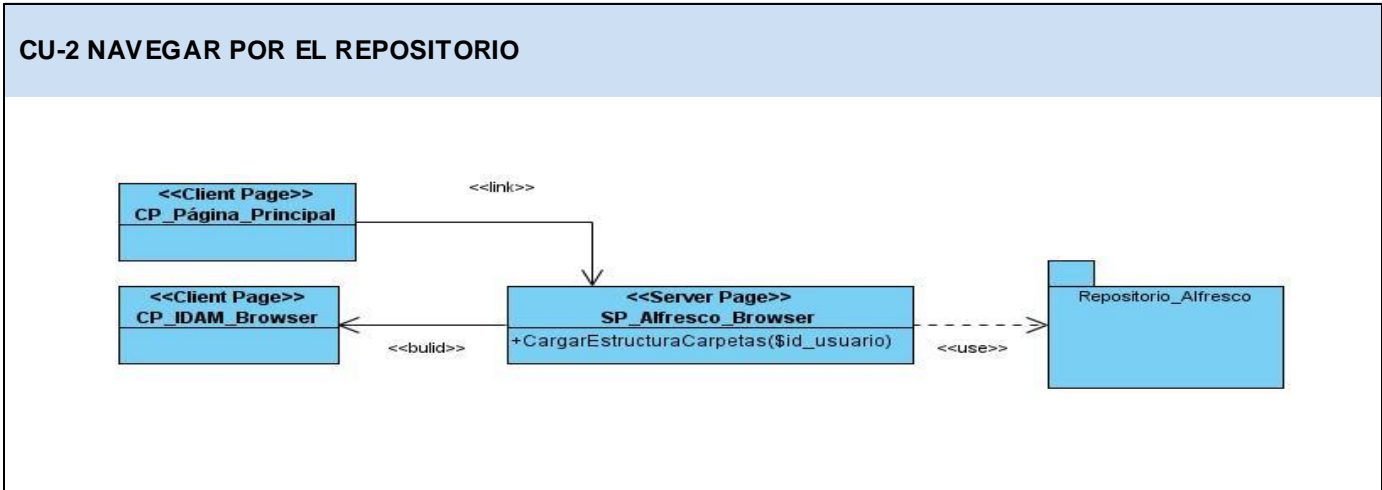 CU-2 NAVEGAR POR EL REPOSITORIO
<<Client Page>>
CP_Página_Principal
<<link>>
<<Client Page>>
CP_IDAM_Browser
<<bulid>>
<<Server Page>>
SP_Alfresco_Browser
+CargarEstructuraCarpetas($id_usuario)
<<use>>
Repositorio_Alfresco